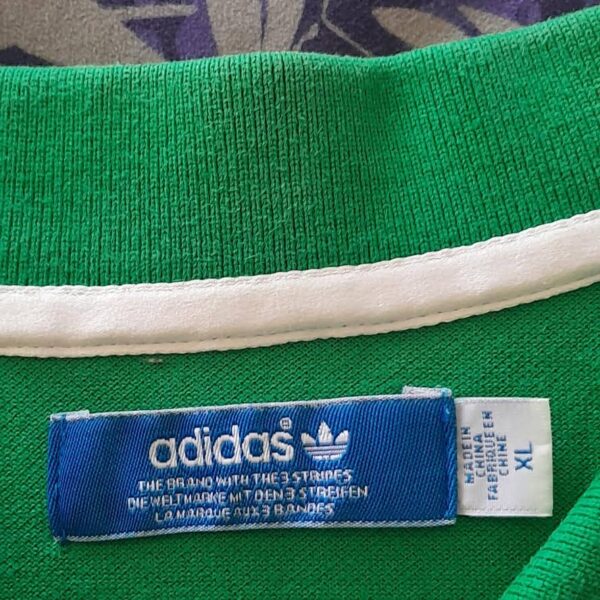 adidas®
THE BRAND WITH THE 3 STRIPES
DIE WELTMARKE MIT DEN 3 STREIFEN
LA MARQUE AUX 3 BANDES
MADE IN
CHINA
FABRIQUE EN
CHINE
XL